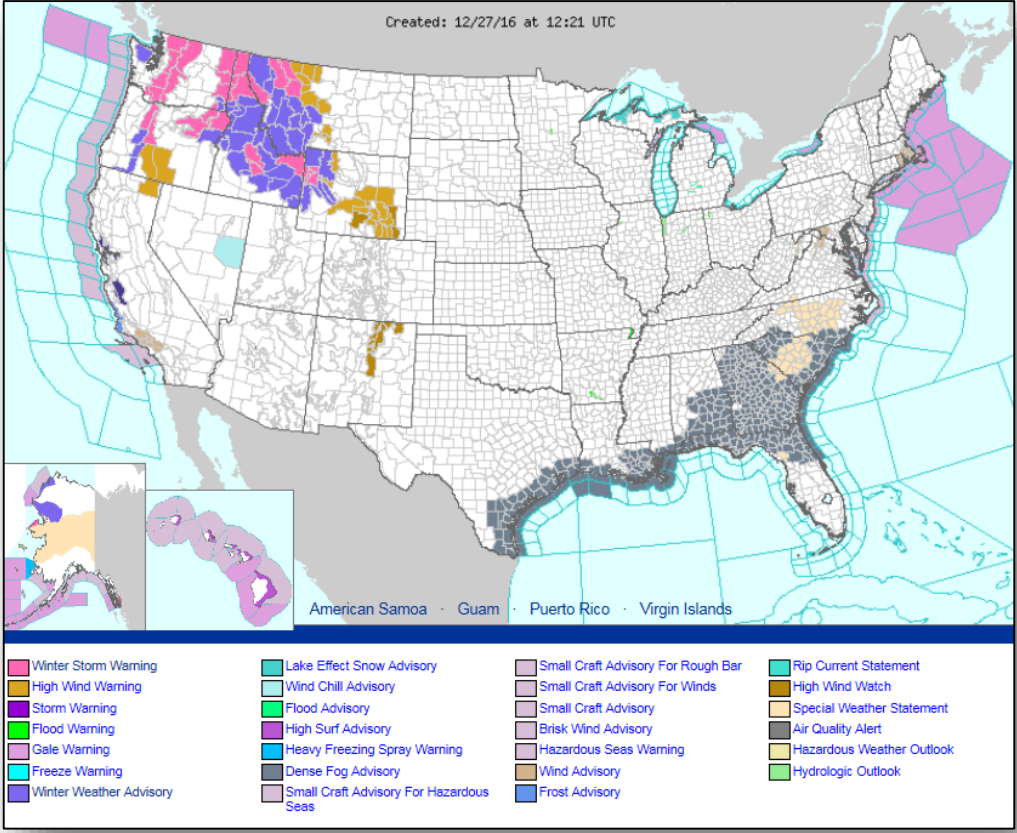 Created: 12/27/16 at 12:21 UTC
American Samoa · Guam · Puerto Rico · Virgin Islands
Winter Storm Warning
High Wind Warning
Storm Warning
Flood Warning
Gale Warning
Freeze Warning
Winter Weather Advisory
Lake Effect Snow Advisory
Wind Chill Advisory
Flood Advisory
High Surf Advisory
Heavy Freezing Spray Warning
Dense Fog Advisory
Small Craft Advisory For Hazardous
Seas
Small Craft Advisory For Rough Bar
Small Craft Advisory For Winds
Small Craft Advisory
Brisk Wind Advisory
Hazardous Seas Warning
Wind Advisory
Frost Advisory
Rip Current Statement
High Wind Watch
Special Weather Statement
Air Quality Alert
Hazardous Weather Outlook
Hydrologic Outlook